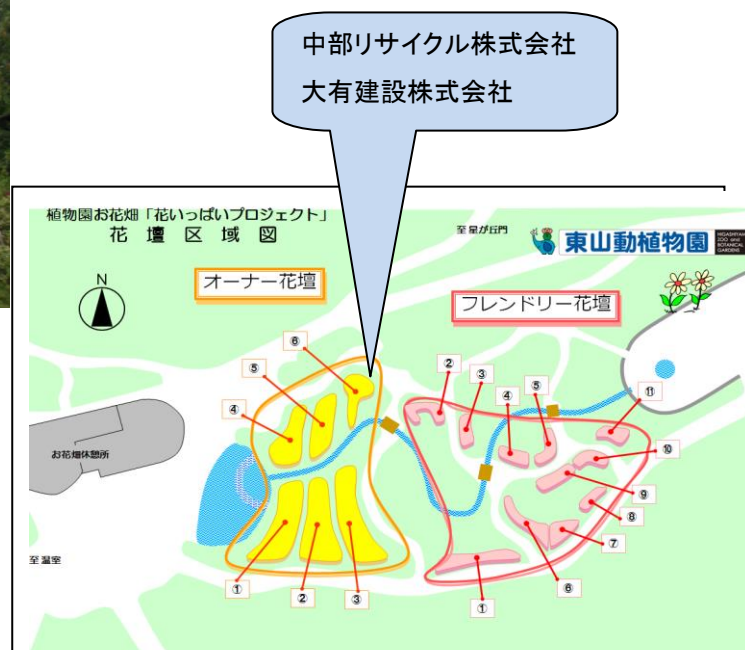 中部リサイクル株式会社
大有建設株式会社
植物園お花畑「花いっぱいプロジェクト」
花壇区域図
至星が丘門
東山動植物園
HIGASHIYAMA ZOO and BOTANICAL GARDENS
N
オーナー花壇
フレンドリー花壇
⑥
⑤
④
②
③
④
⑤
⑪
お花畑休憩所
⑩
⑨
⑧
⑦
至温室
①
②
③
①
⑥